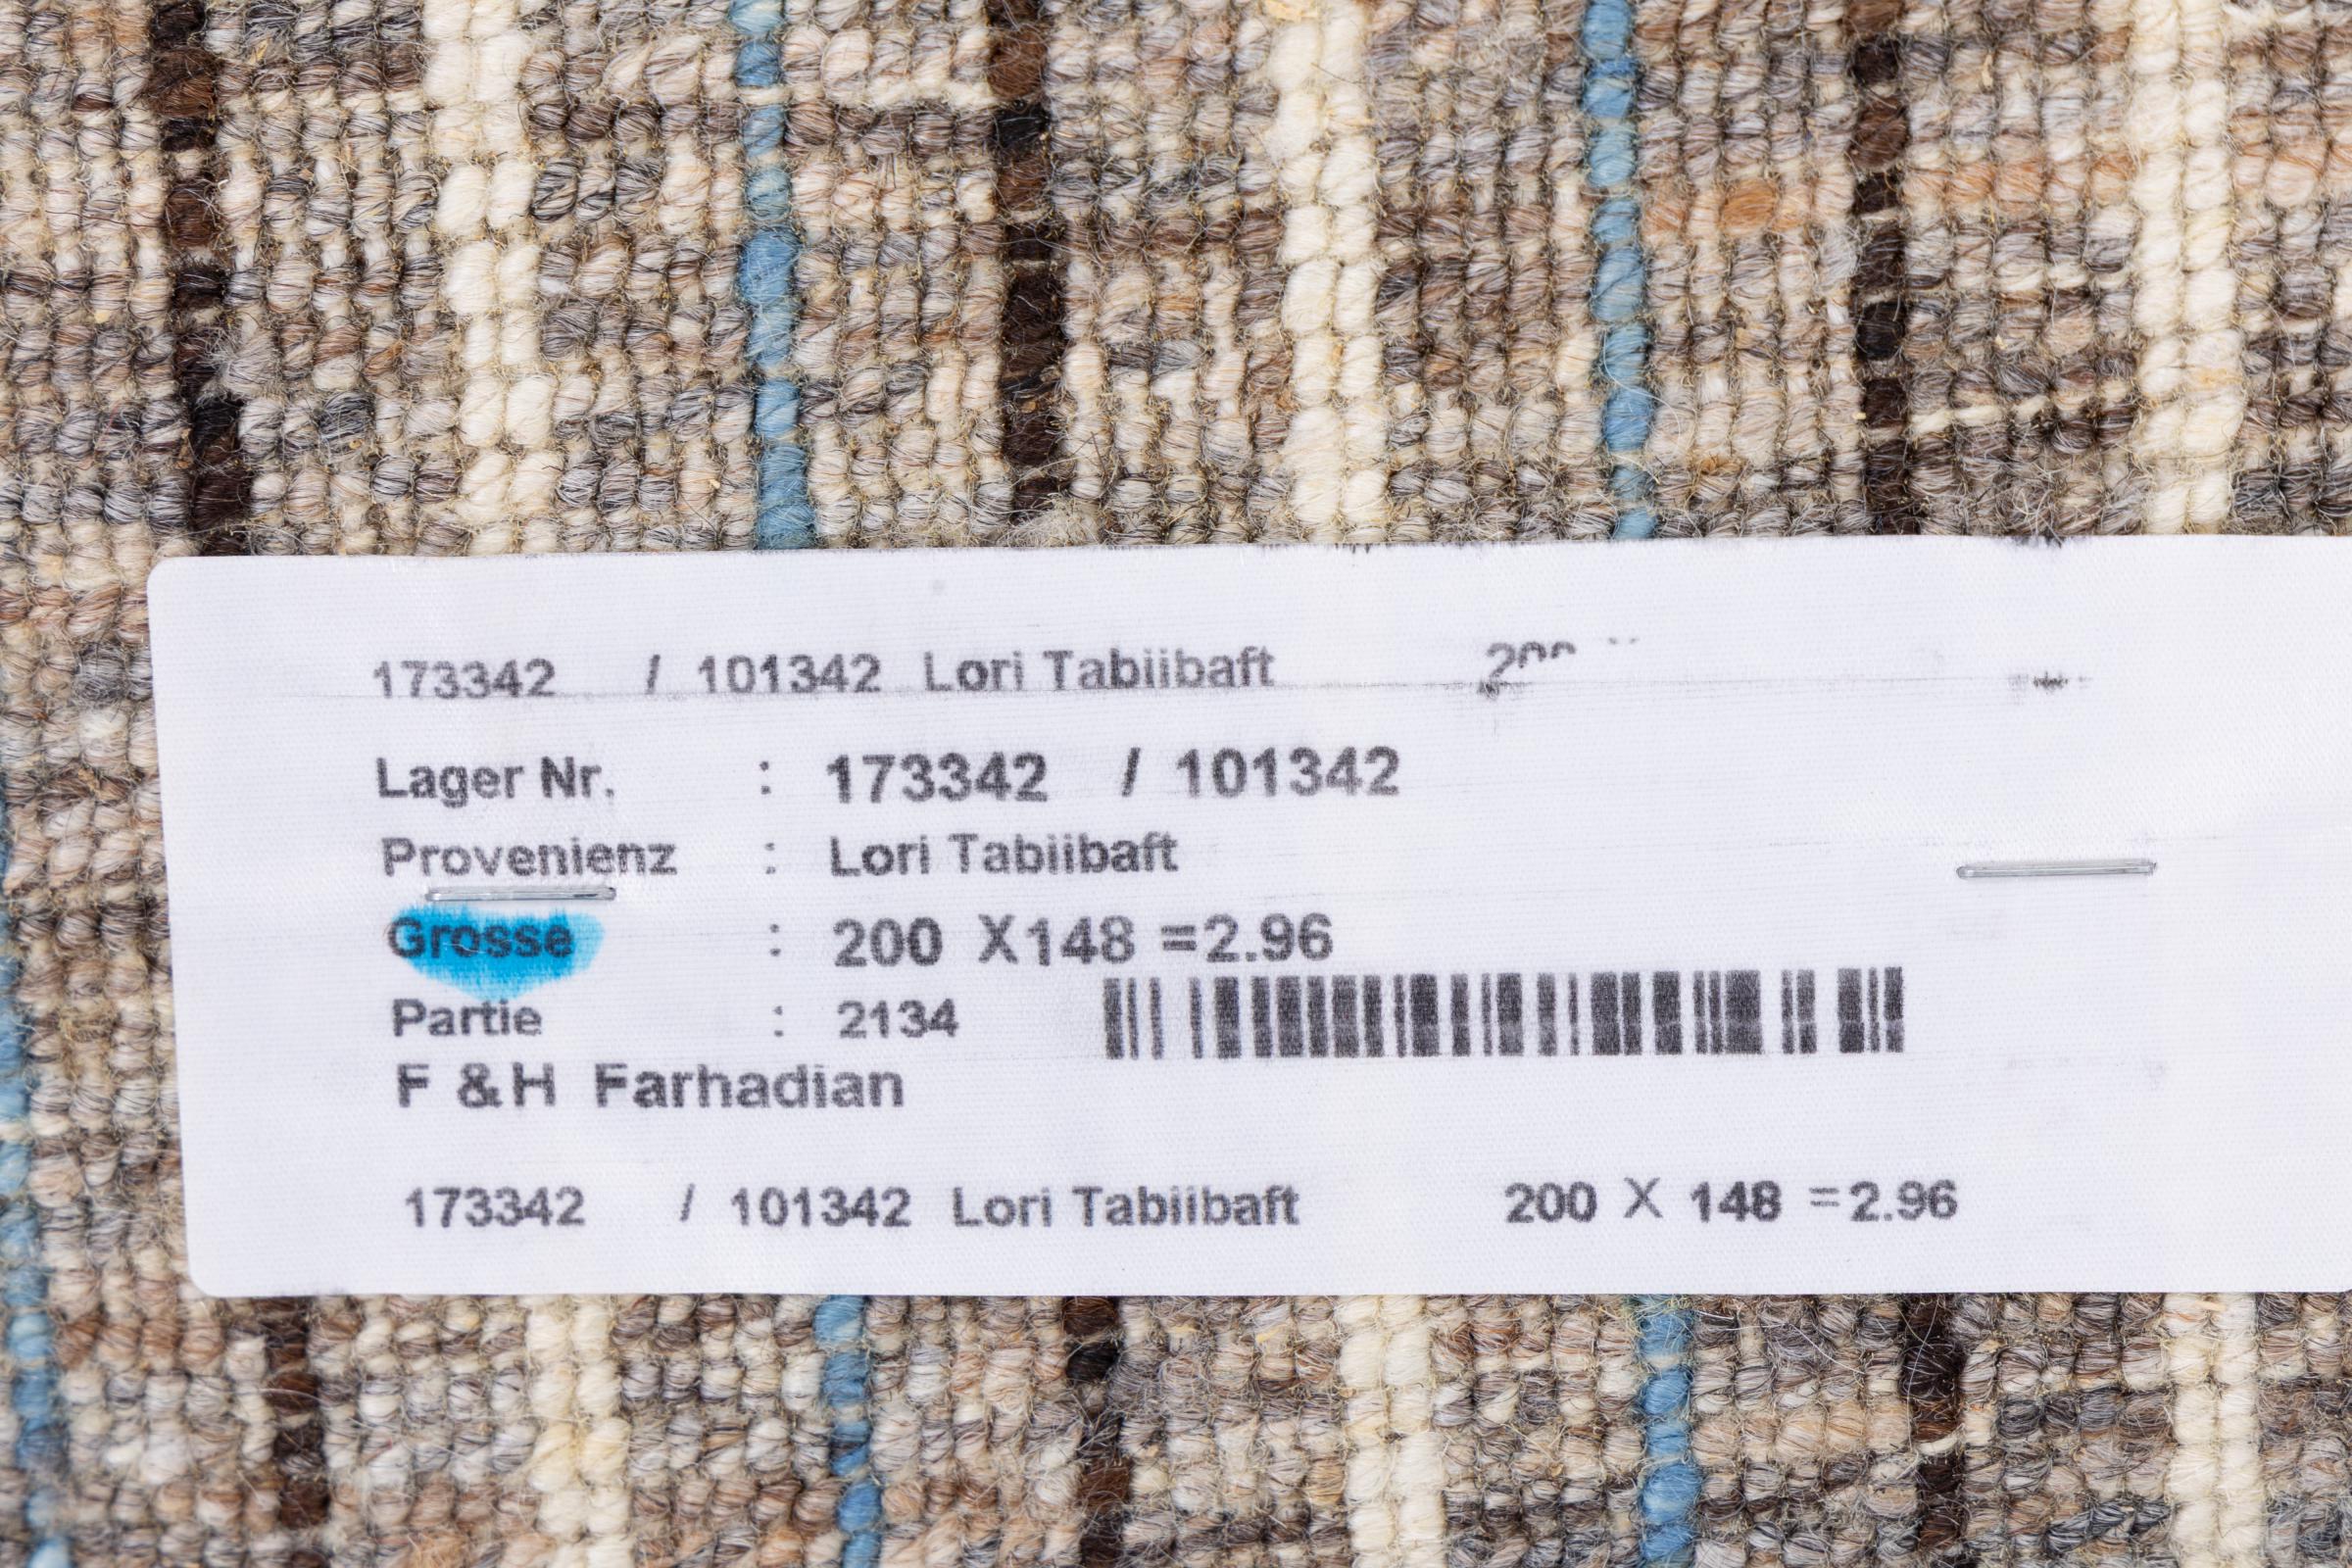 173342 / 101342 Lori Tabiibaft
Lager Nr. : 173342 / 101342
Provenienz : Lori Tabiibaft
Grosse : 200 X148 =2.96
Partie : 2134
F &H Farhadian
173342 / 101342 Lori Tabiibaft 200 X 148 =2.96